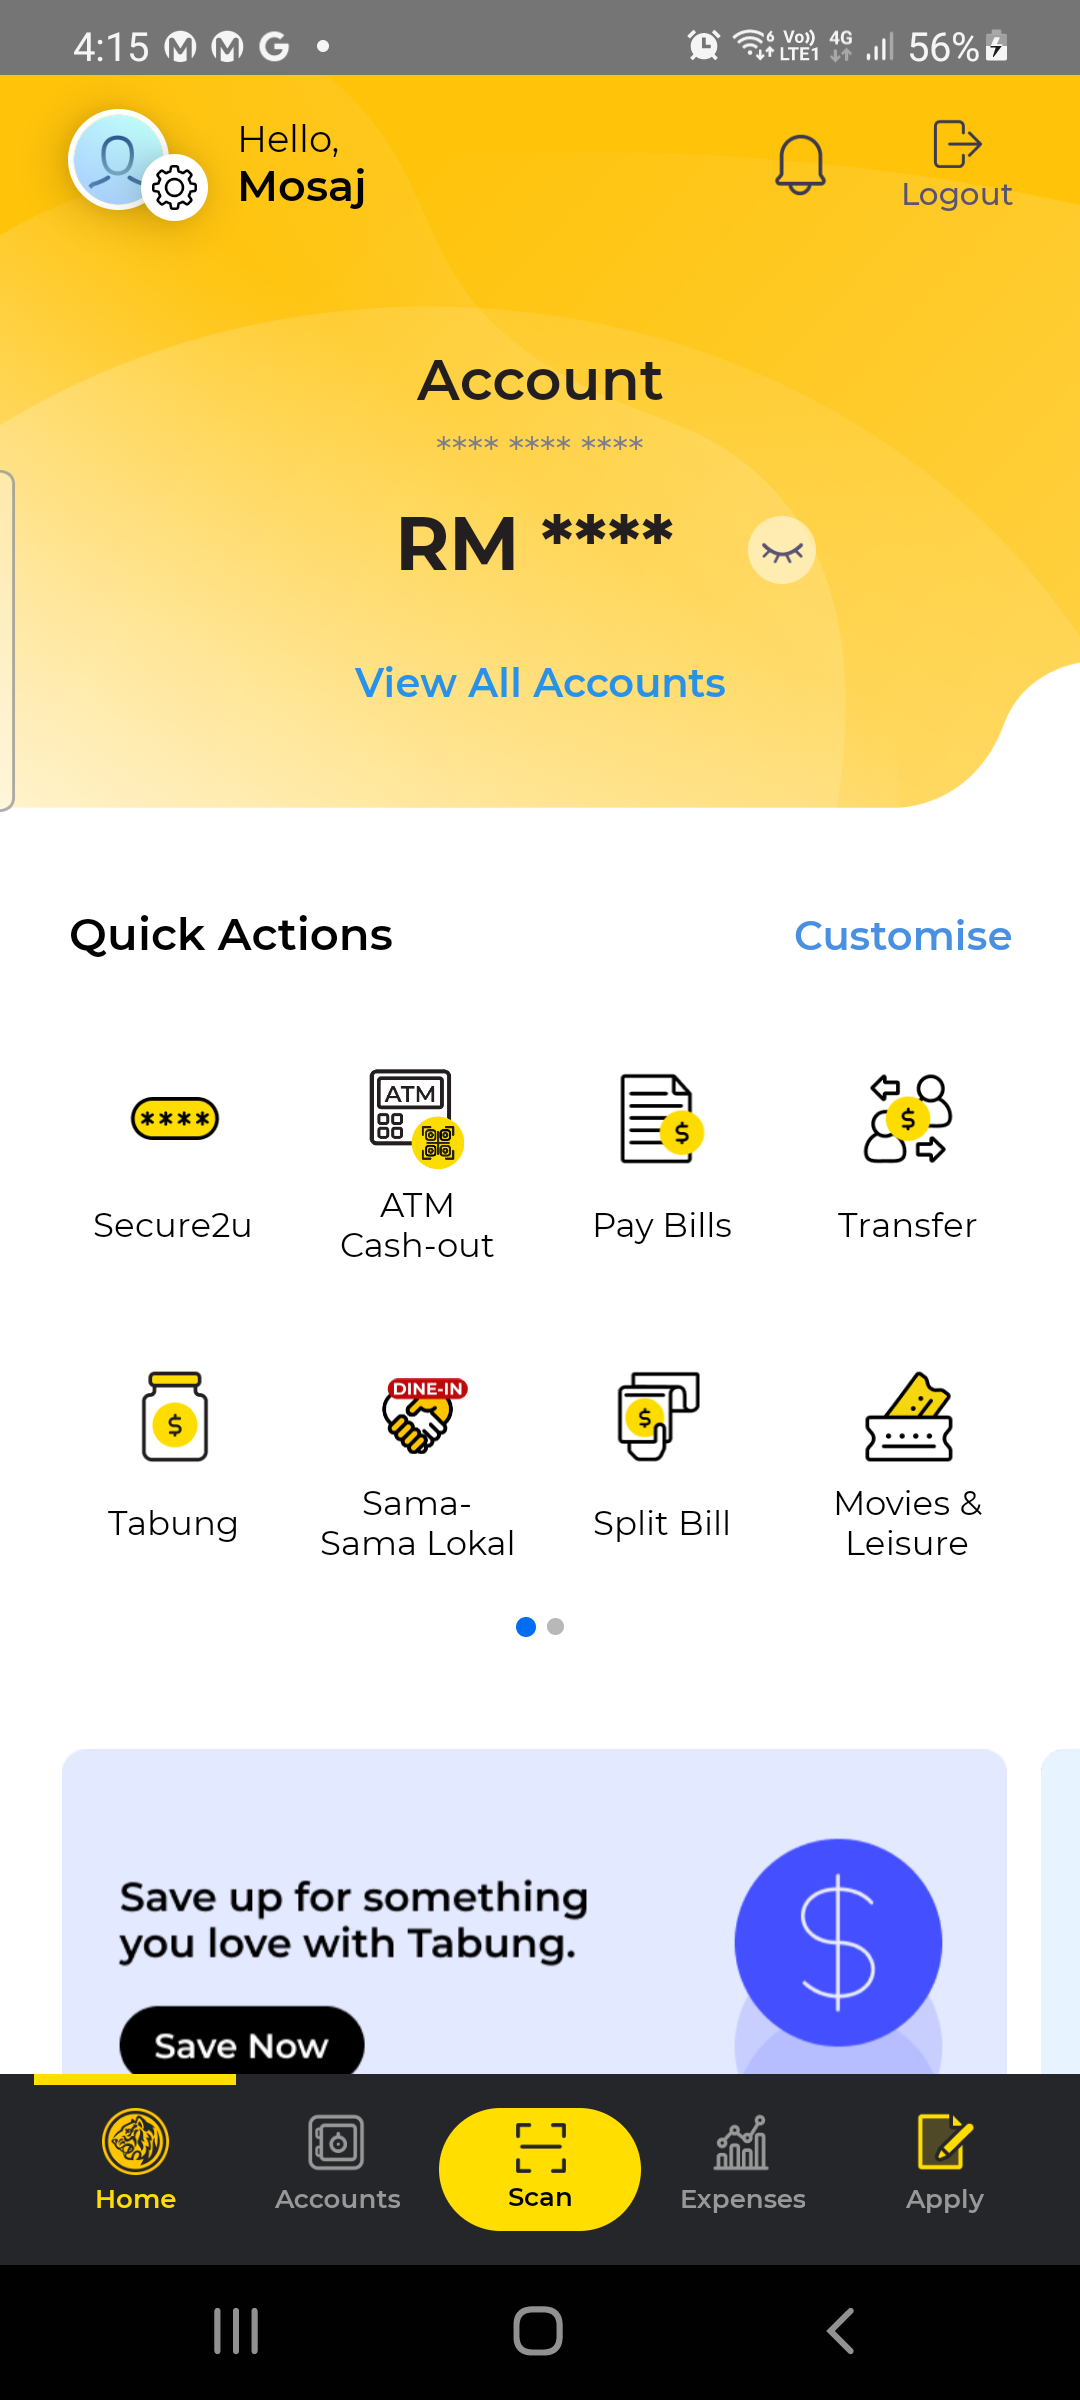 4:15
6 Vo)) LTE1 4G 56%
Hello,
Mosaj
Logout
Account
**** **** ****
RM ****
View All Accounts
Quick Actions
Customise
****
ATM
$
$
Secure2u
ATM
Cash-out
Pay Bills
Transfer
$
DINE-IN
$
Tabung
Sama-
Sama Lokal
Split Bill
Movies &
Leisure
Save up for something
you love with Tabung.
$
Save Now
Home
Accounts
Scan
Expenses
Apply